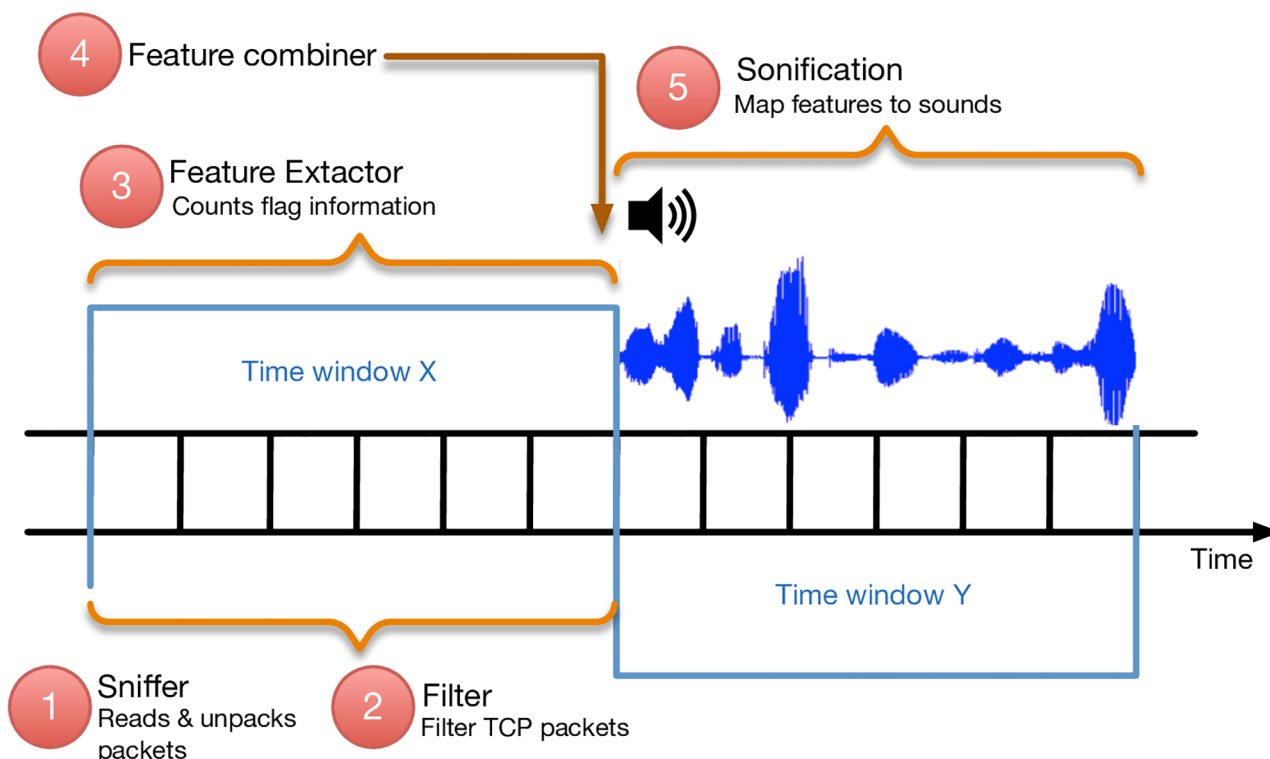 4
Feature combiner
5
Sonification
Map features to sounds
3
Feature Extactor
Counts flag information
Time window X
Time
Time window Y
1
Sniffer
Reads & unpacks
packets
2
Filter
Filter TCP packets